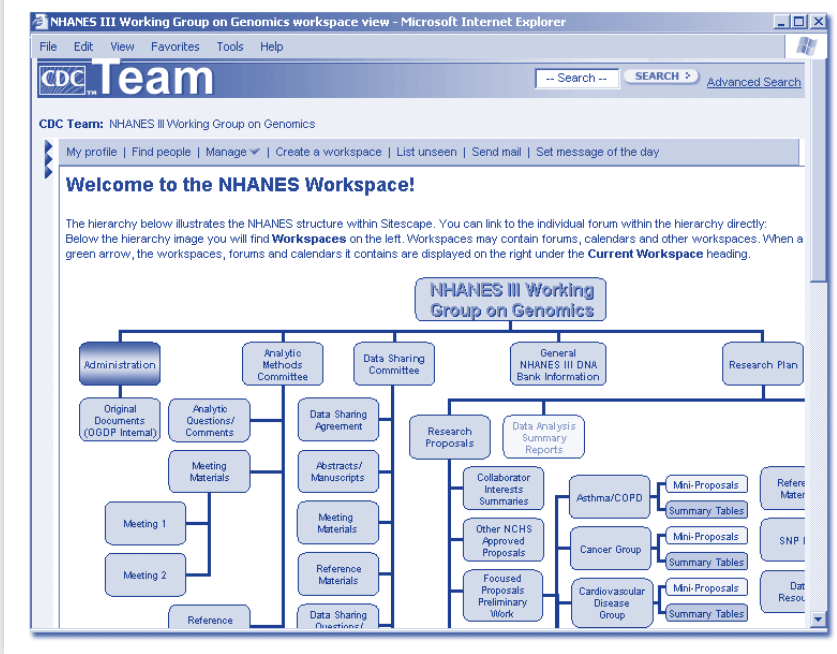 NHANES III Working Group on Genomics workspace view - Microsoft Internet Explorer
File Edit View Favorites Tools Help
CDC Team
TM
-- Search --
SEARCH
Advanced Search
CDC Team: NHANES III Working Group on Genomics
My profile | Find people | Manage | Create a workspace | List unseen | Send mail | Set message of the day
Welcome to the NHANES Workspace!
The hierarchy below illustrates the NHANES structure within Sitescape. You can link to the individual forum within the hierarchy directly:
Below the hierarchy image you will find Workspaces on the left. Workspaces may contain forums, calendars and other workspaces. When a
green arrow, the workspaces, forums and calendars it contains are displayed on the right under the Current Workspace heading.
NHANES III Working
Group on Genomics
Administration
Analytic
Methods
Committee
Data Sharing
Committee
General
NHANES III DNA
Bank Information
Research Plan
Original
Documents
(OGDP Internal)
Analytic
Questions/
Comments
Data Sharing
Agreement
Research
Proposals
Data Analysis
Summary
Reports
Meeting
Materials
Abstracts/
Manuscripts
Collaborator
Interests
Summaries
Asthma/COPD
Mini-Proposals
Summary Tables
Refere
Mater
Meeting 1
Meeting
Materials
Other NCHS
Approved
Proposals
Cancer Group
Mini-Proposals
Summary Tables
SNP
Meeting 2
Reference
Materials
Focused
Proposals
Preliminary
Work
Cardiovascular
Disease
Group
Mini-Proposals
Summary Tables
Dat
Resou
Reference
Data Sharing
Questions/